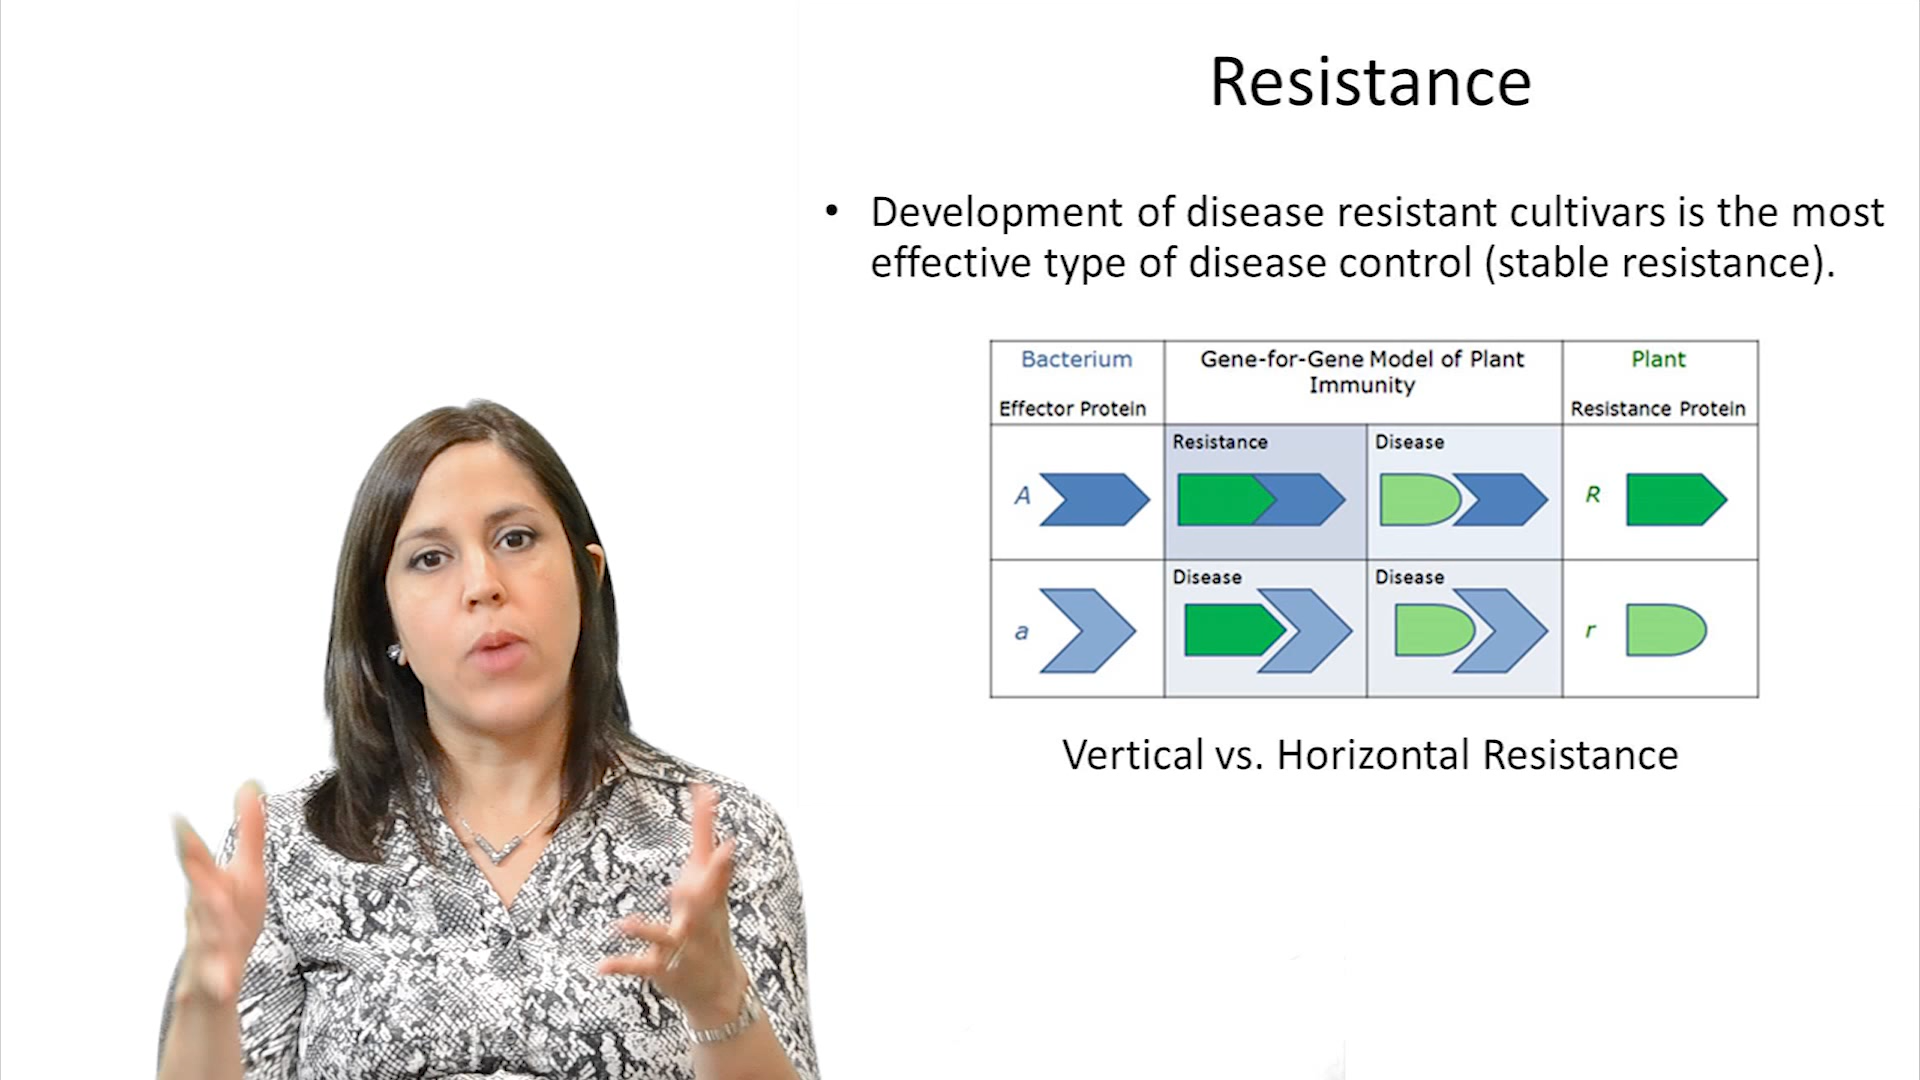 Resistance
• Development of disease resistant cultivars is the most
effective type of disease control (stable resistance).
Bacterium
Effector Protein
Gene-for-Gene Model of Plant
Immunity
Plant
Resistance Protein
A
Resistance
Disease
R
a
Disease
Disease
r
Vertical vs. Horizontal Resistance